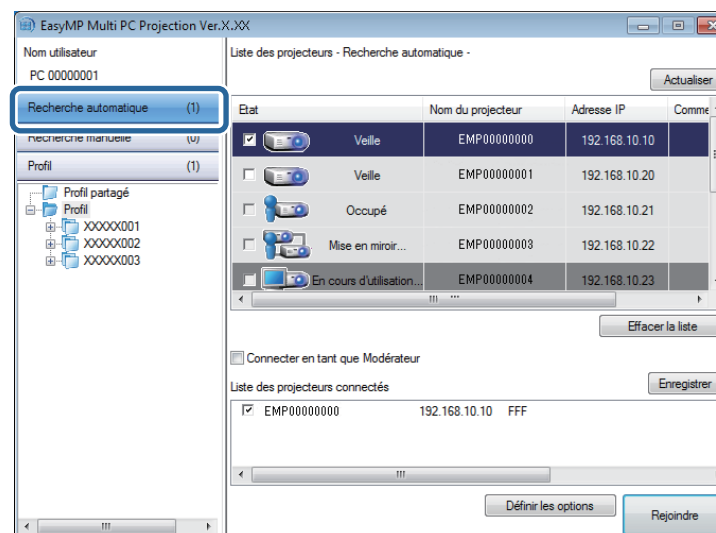 EasyMP Multi PC Projection Ver.X.XX
Nom utilisateur
PC 00000001
Recherche automatique (1)
Recherche manuelle (0)
Profil (1)
Profil partagé
Profil
XXXXX001
XXXXX002
XXXXX003
Liste des projecteurs - Recherche automatique -
Actualiser
Etat Nom du projecteur Adresse IP Comme
Veille EMP00000000 192.168.10.10
Veille EMP00000001 192.168.10.20
Occupé EMP00000002 192.168.10.21
Mise en miroir... EMP00000003 192.168.10.22
En cours d'utilisation... EMP00000004 192.168.10.23
Effacer la liste
Connecter en tant que Modérateur
Liste des projecteurs connectés
Enregistrer
EMP00000000 192.168.10.10 FFF
Définir les options
Rejoindre